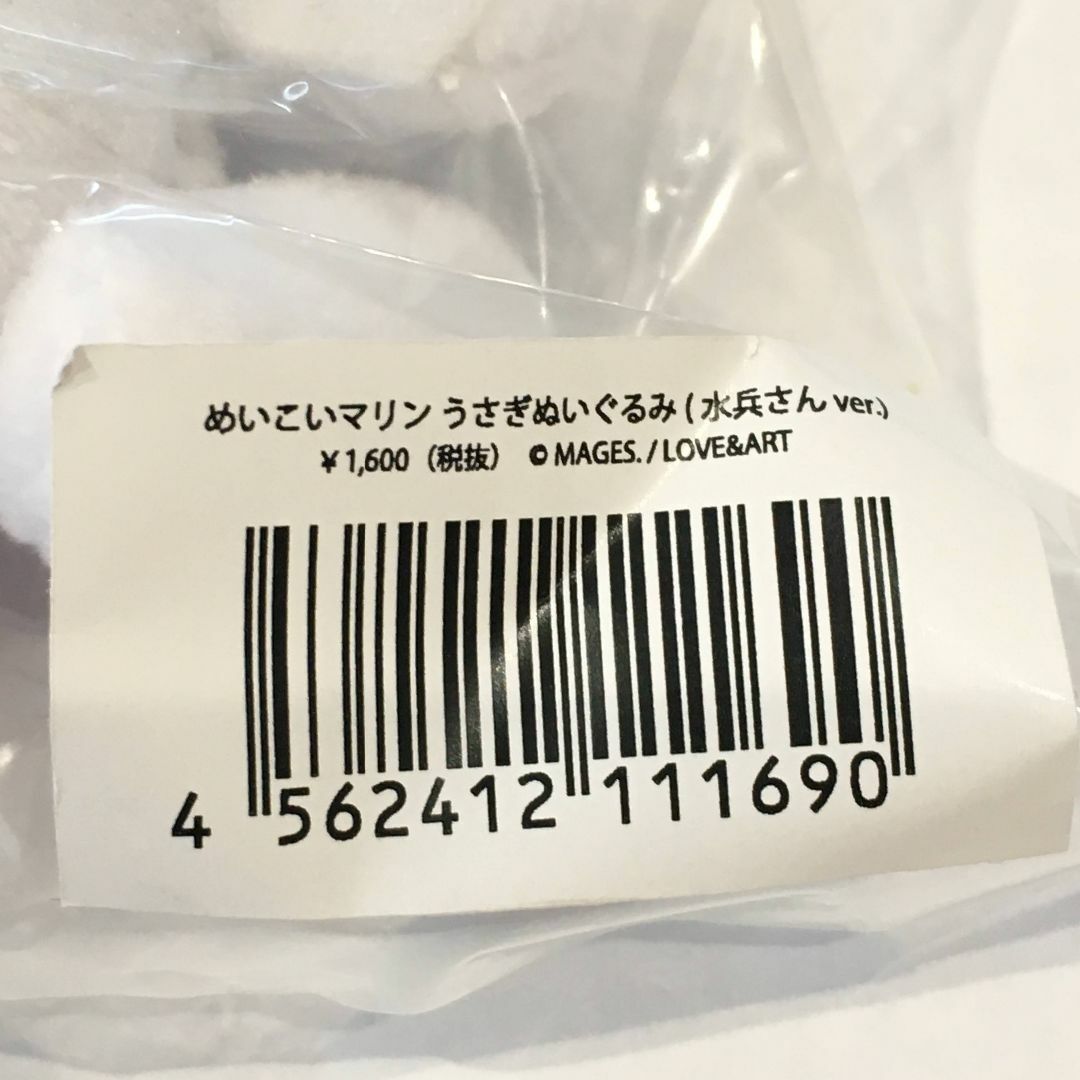 めいこいマリン うさぎぬいぐるみ ( 水兵さん ver.)
￥1,600（税抜） © MAGES. / LOVE&ART
4 562412 111690